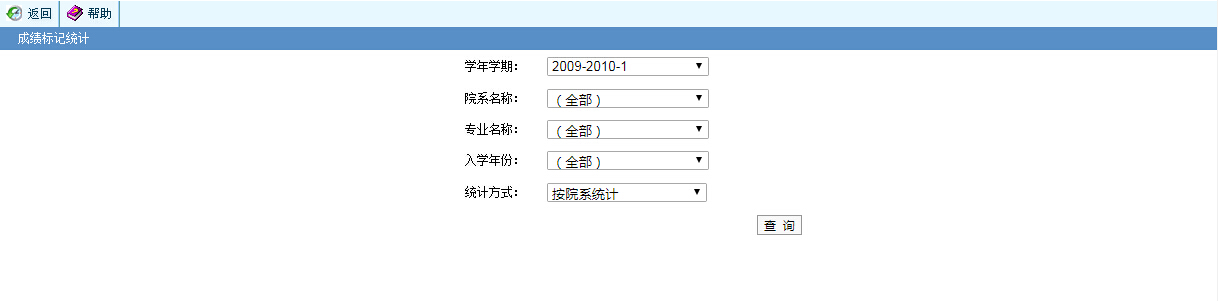 返回 帮助
成绩标记统计
学年学期： 2009-2010-1
院系名称： （全部）
专业名称： （全部）
入学年份： （全部）
统计方式： 按院系统计
查 询